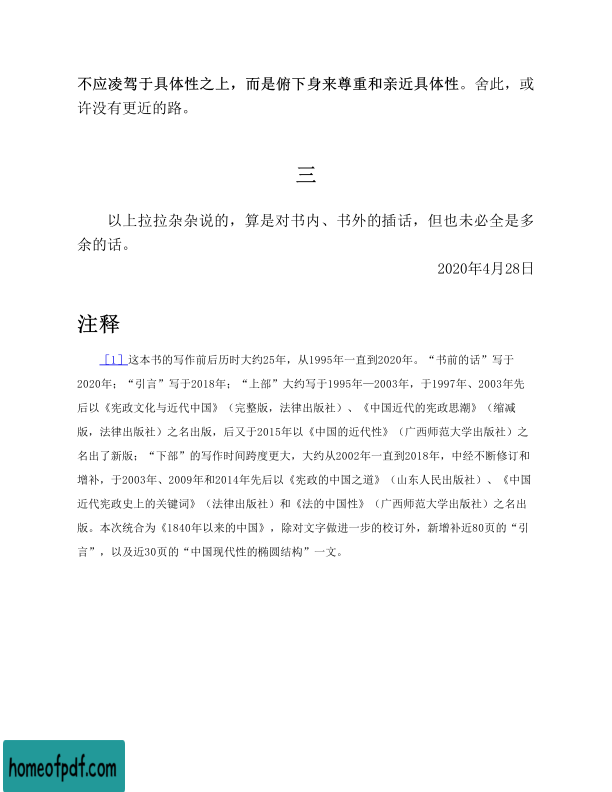 不应凌驾于具体性之上，而是俯下身来尊重和亲近具体性。舍此，或
许没有更近的路。
三
以上拉拉杂杂说的，算是对书内、书外的插话，但也未必全是多
余的话。
2020年4月28日
注释
［1］这本书的写作前后历时大约25年，从1995年一直到2020年。“书前的话”写于
2020年；“引言”写于2018年；“上部”大约写于1995年—2003年，于1997年、2003年先
后以《宪政文化与近代中国》（完整版，法律出版社）、《中国近代的宪政思潮》（缩减
版，法律出版社）之名出版，后又于2015年以《中国的近代性》（广西师范大学出版社）之
名出了新版；“下部”的写作时间跨度更大，大约从2002年一直到2018年，中经不断修订和
增补，于2003年、2009年和2014年先后以《宪政的中国之道》（山东人民出版社）、《中国
近代宪政史上的关键词》（法律出版社）和《法的中国性》（广西师范大学出版社）之名出
版。本次统合为《1840年以来的中国》，除对文字做进一步的校订外，新增补近80页的“引
言”，以及近30页的“中国现代性的椭圆结构”一文。
homeofpdf.com